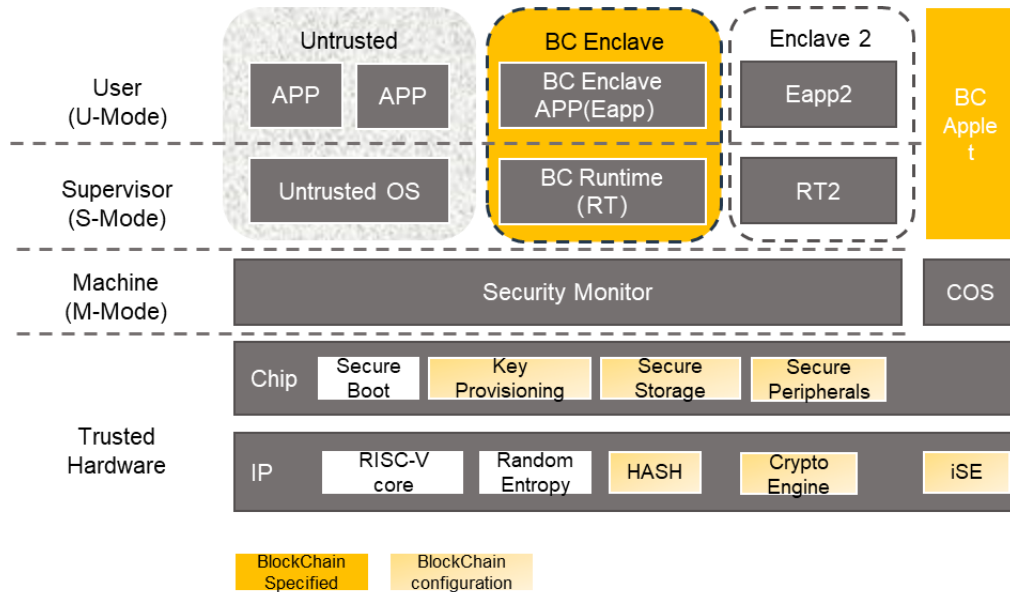 Untrusted
BC Enclave
Enclave 2
User
(U-Mode)
APP
APP
BC Enclave
APP(Eapp)
Eapp2
BC
Apple
t
Supervisor
(S-Mode)
Untrusted OS
BC Runtime
(RT)
RT2
Machine
(M-Mode)
Security Monitor
COS
Trusted
Hardware
Chip
Secure
Boot
Key
Provisioning
Secure
Storage
Secure
Peripherals
IP
RISC-V
core
Random
Entropy
HASH
Crypto
Engine
iSE
BlockChain
Specified
BlockChain
configuration